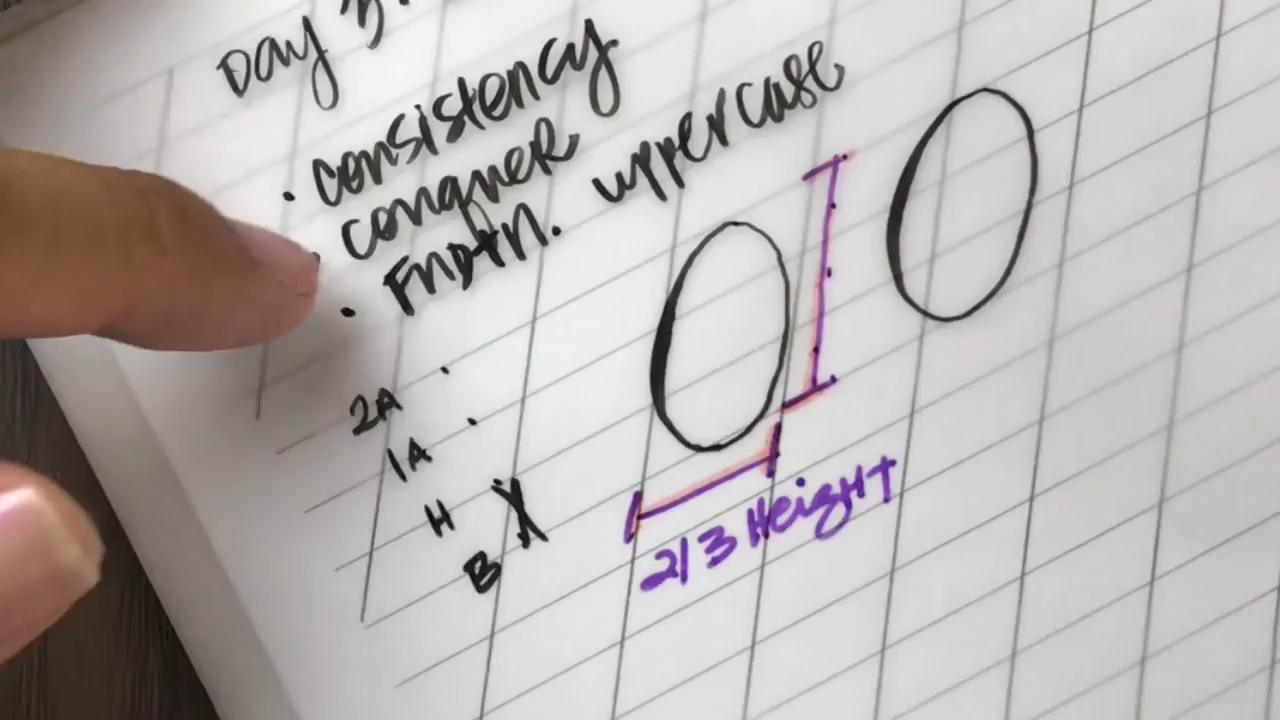 Day 3.
• consistency
• conquer
• FNDtN. uppercase
2A
1A
H
B X
O O
2/3 Height